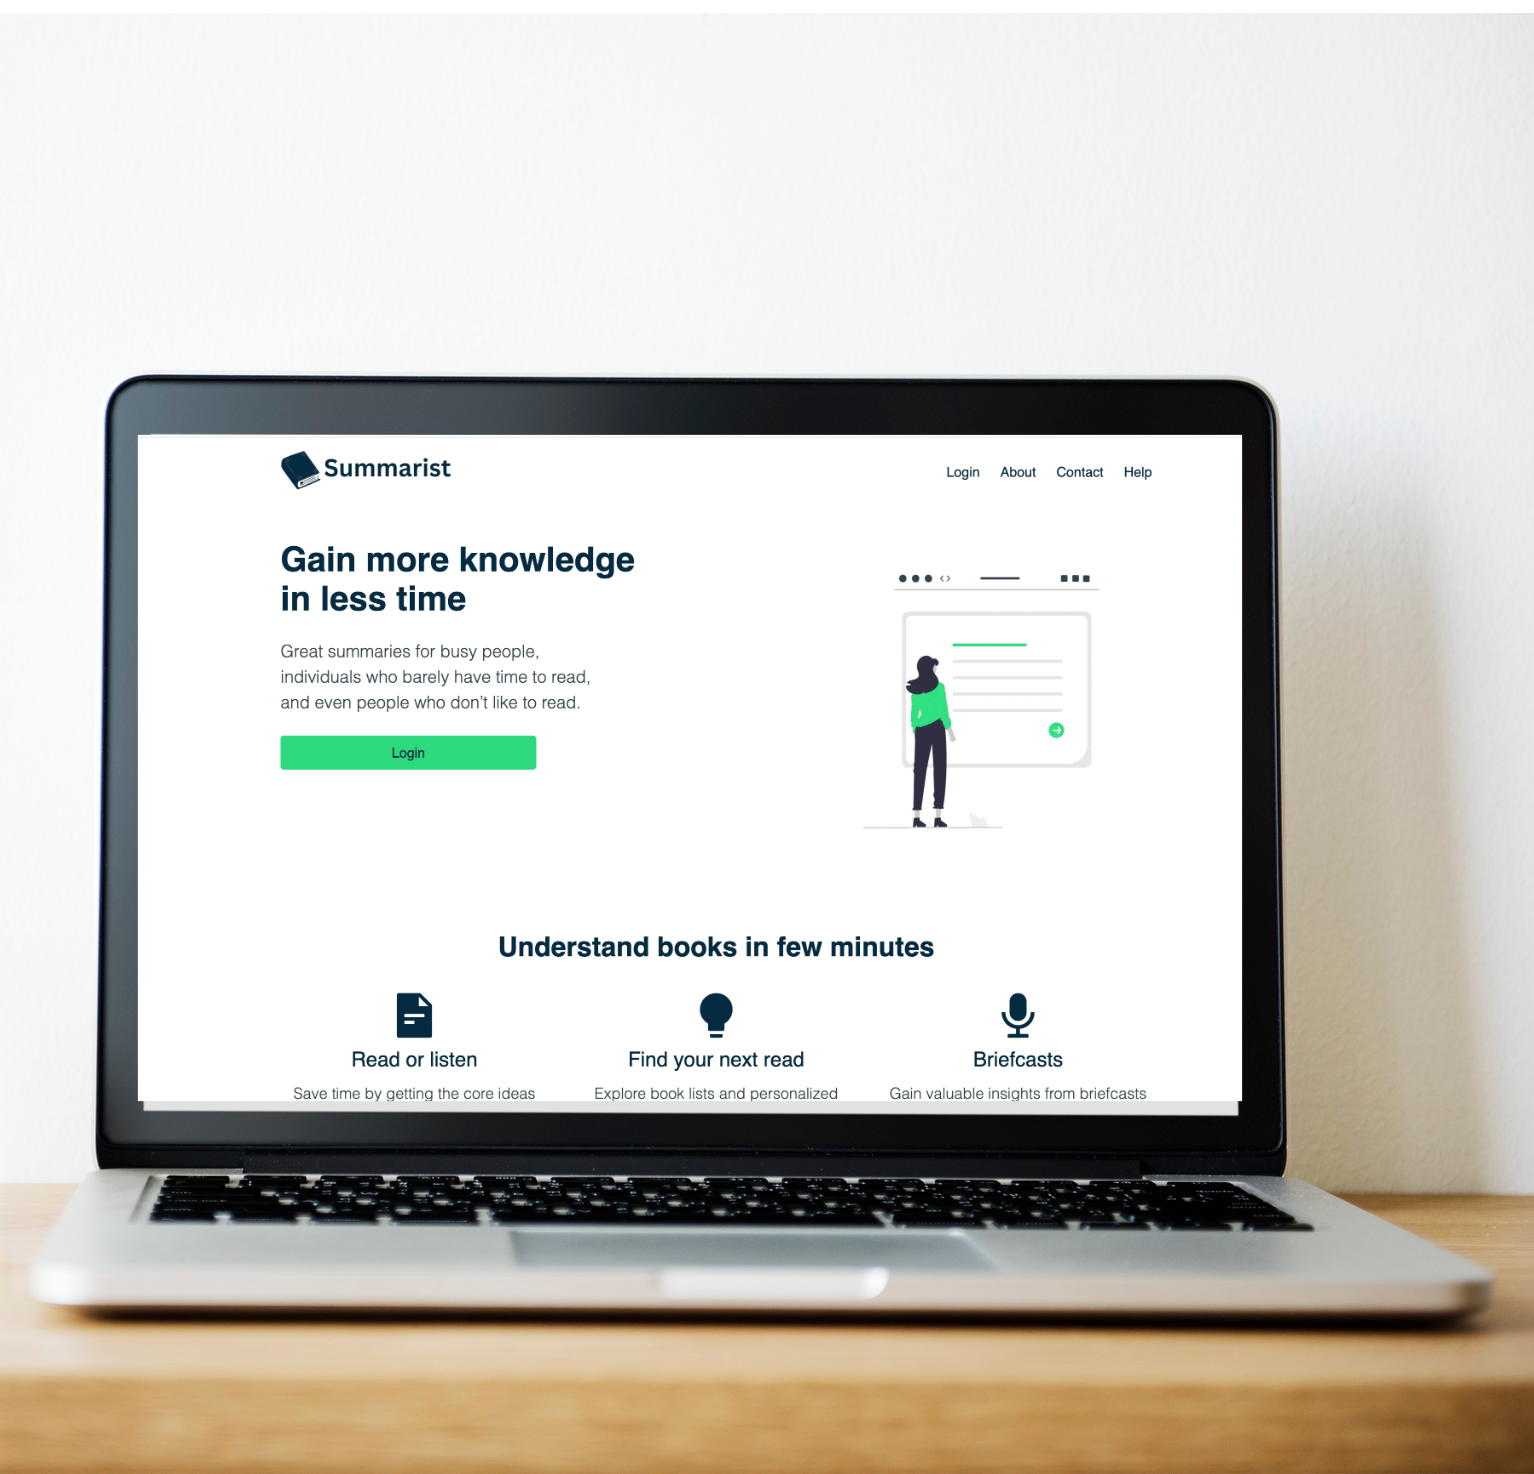 Summarist
Login About Contact Help
Gain more knowledge
in less time
Great summaries for busy people,
individuals who barely have time to read,
and even people who don't like to read.
Login
Understand books in few minutes
Read or listen
Save time by getting the core ideas
Find your next read
Explore book lists and personalized
Briefcasts
Gain valuable insights from briefcasts